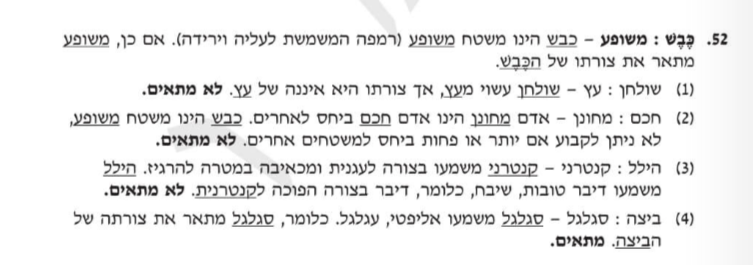 52. כֶּבֶשׁ : משופע – כבש הינו משטח משופע (רמפה המשמשת לעליה וירידה). אם כן, משופע
מתאר את צורתו של הכֶּבֶשׁ.
(1) שולחן : עץ – שולחן עשוי מעץ, אך צורתו היא איננה של עץ. לא מתאים.
(2) חכם : מחונן – אדם מחונן הינו אדם חכם ביחס לאחרים. כבש הינו משטח משופע,
לא ניתן לקבוע אם יותר או פחות ביחס למשטחים אחרים. לא מתאים.
(3) הילל : קנטרני – קנטרני משמעו בצורה לעגנית ומכאיבה במטרה להרגיז. הילל
משמעו דיבר טובות, שיבח, כלומר, דיבר בצורה הפוכה לקנטרנית. לא מתאים.
(4) ביצה : סגלגל – סגלגל משמעו אליפטי, עגלגל. כלומר, סגלגל מתאר את צורתה של
הביצה. מתאים.